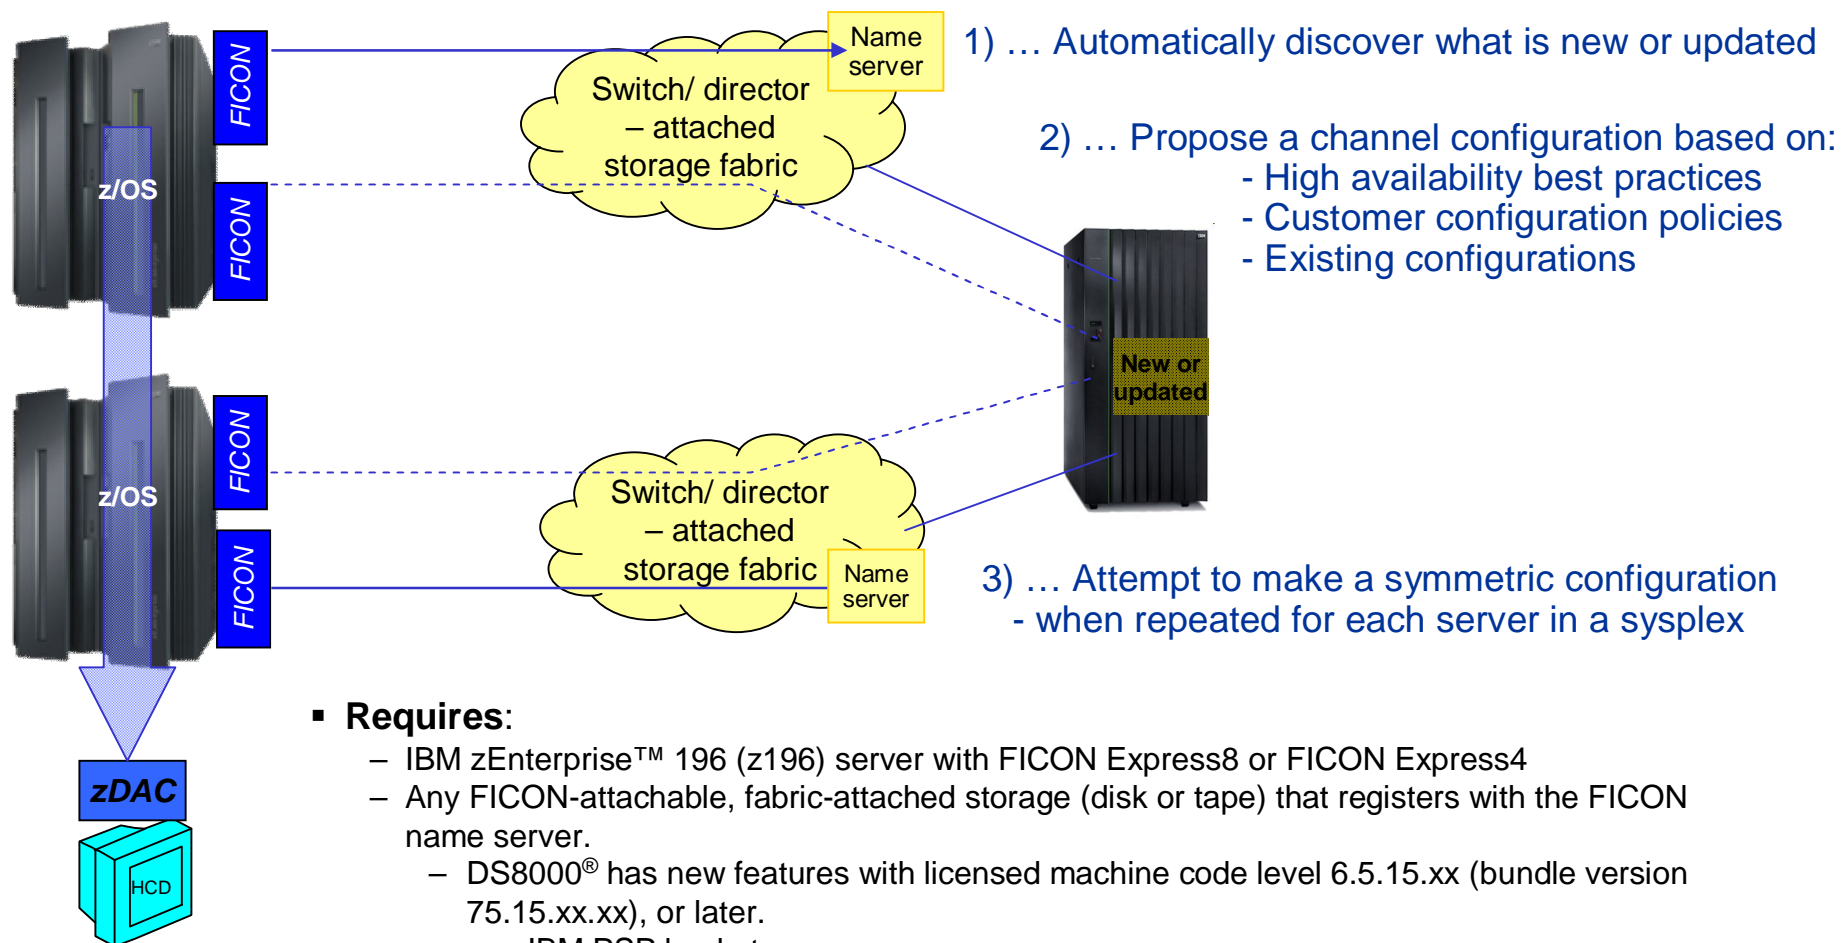 FICON
Name
server
1) … Automatically discover what is new or updated
Switch/ director
– attached
storage fabric
2) … Propose a channel configuration based on:
- High availability best practices
- Customer configuration policies
- Existing configurations
z/OS
FICON
New or
updated
FICON
z/OS
Switch/ director
– attached
storage fabric
FICON
Name
server
3) … Attempt to make a symmetric configuration
- when repeated for each server in a sysplex
▪ Requires:
– IBM zEnterprise™ 196 (z196) server with FICON Express8 or FICON Express4
– Any FICON-attachable, fabric-attached storage (disk or tape) that registers with the FICON
name server.
– DS8000® has new features with licensed machine code level 6.5.15.xx (bundle version
75.15.xx.xx), or later.
zDAC
HCD